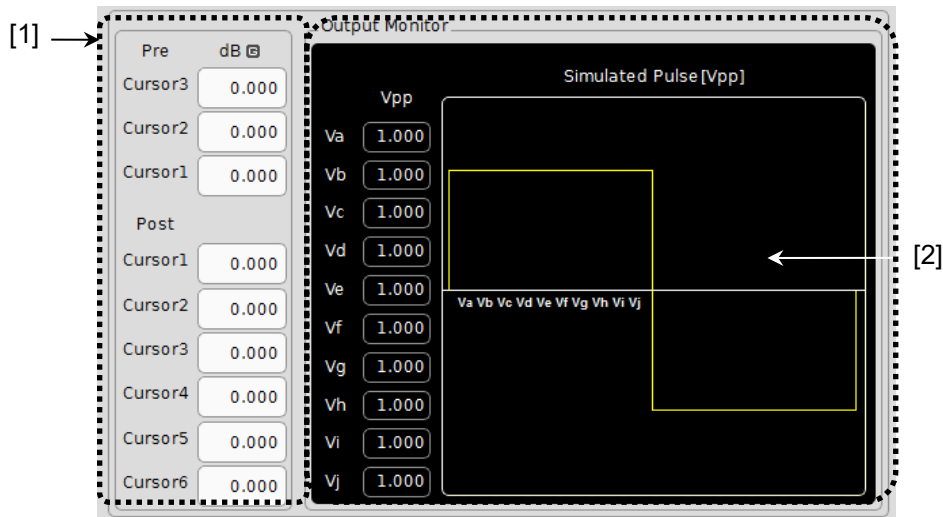 [1]
Pre dB G
Cursor3 0.000
Cursor2 0.000
Cursor1 0.000
Post
Cursor1 0.000
Cursor2 0.000
Cursor3 0.000
Cursor4 0.000
Cursor5 0.000
Cursor6 0.000
Output Monitor
Simulated Pulse[Vpp]
Vpp
Va 1.000
Vb 1.000
Vc 1.000
Vd 1.000
Ve 1.000
Vf 1.000
Vg 1.000
Vh 1.000
Vi 1.000
Vj 1.000
Va Vb Vc Vd Ve Vf Vg Vh Vi Vj
[2]